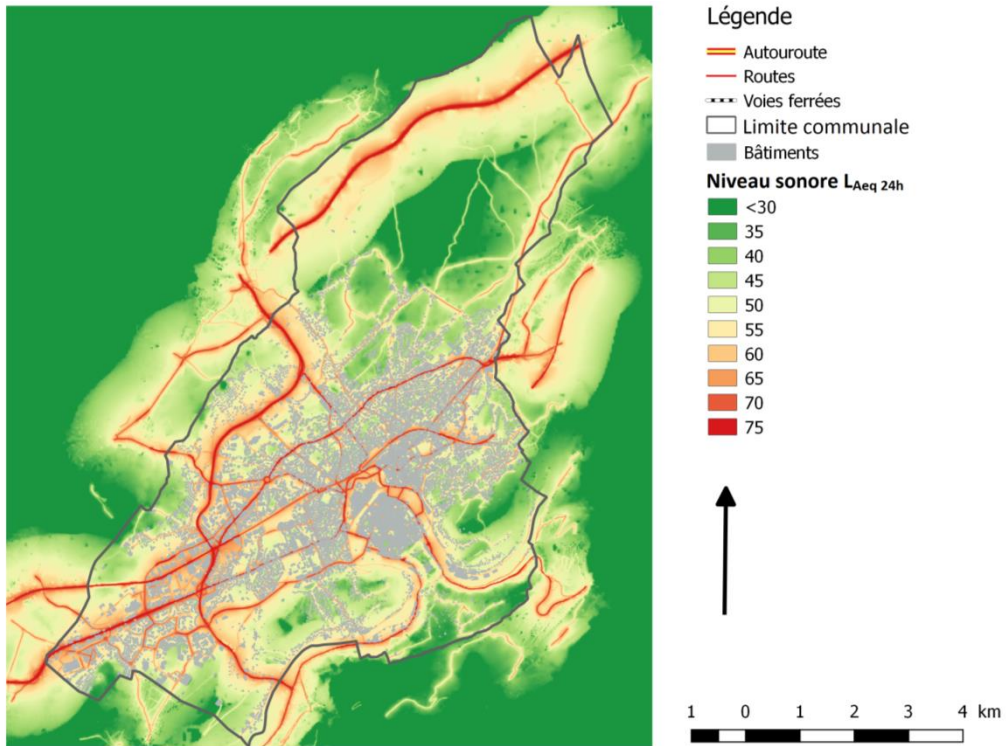 Légende
Autouroute
Routes
Voies ferrées
Limite communale
Bâtiments
Niveau sonore LAeq 24h
<30
35
40
45
50
55
60
65
70
75
1 0 1 2 3 4 km